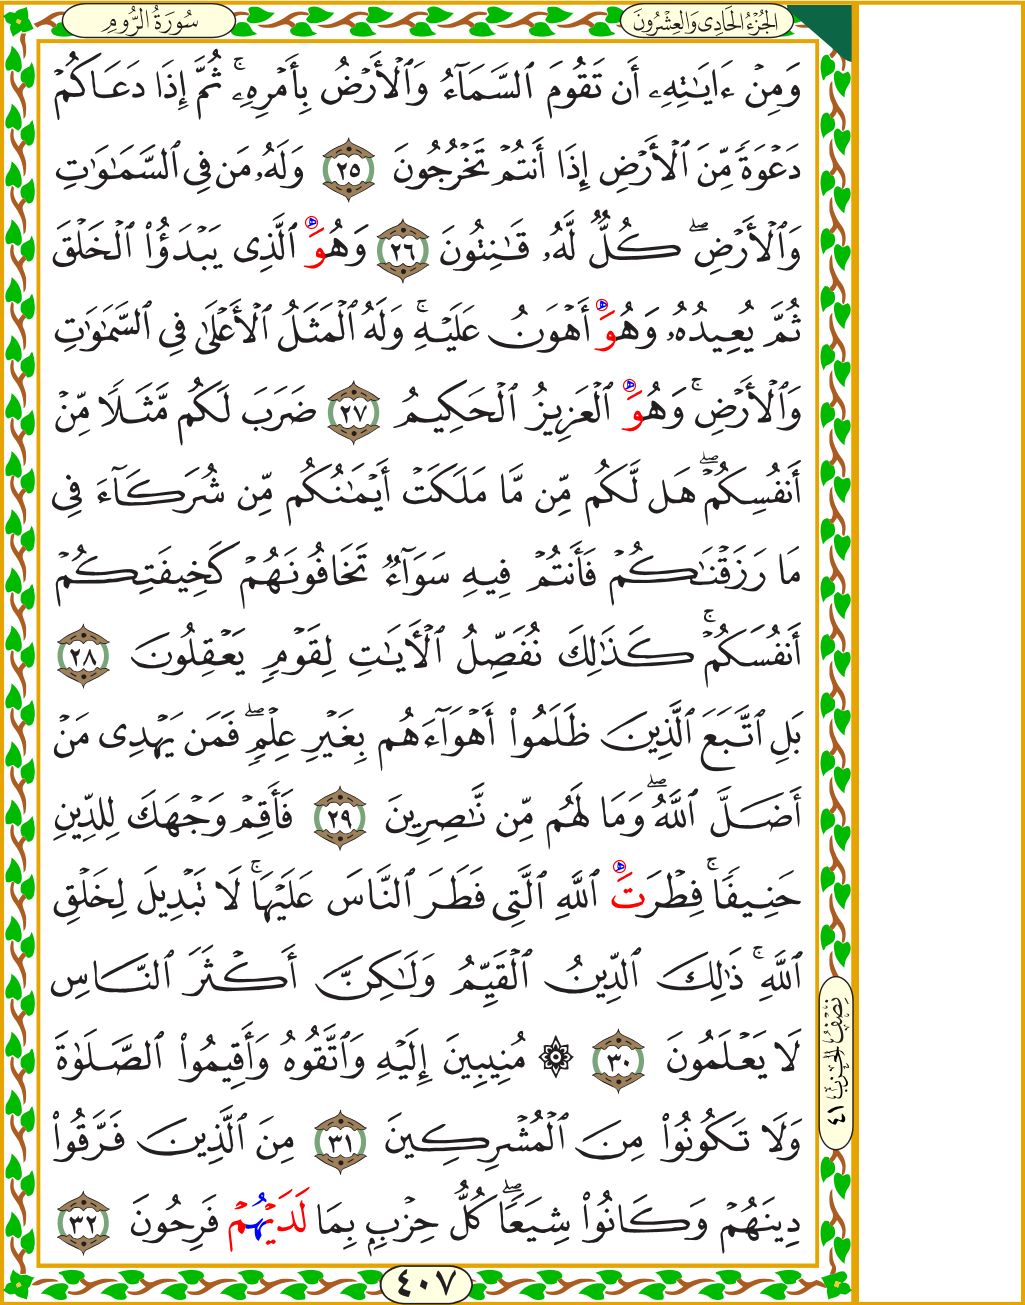 الجُزْءُ الحَادِى وَالعِشْرُونَ
سُورَةُ الرُّومِ
وَمِنْ ءَايَـٰتِهِۦٓ أَن تَقُومَ ٱلسَّمَآءُ وَٱلْأَرْضُ بِأَمْرِهِۦۚ ثُمَّ إِذَا دَعَاكُمْ
دَعْوَةً مِّنَ ٱلْأَرْضِ إِذَآ أَنتُمْ تَخْرُجُونَ ٢٥ وَلَهُۥ مَن فِى ٱلسَّمَـٰوَٰتِ
وَٱلْأَرْضِۖ كُلٌّ لَّهُۥ قَـٰنِتُونَ ٢٦ وَهُوَ ٱلَّذِى يَبْدَؤُا۟ ٱلْخَلْقَ
ثُمَّ يُعِيدُهُۥ وَهُوَ أَهْوَنُ عَلَيْهِۚ وَلَهُ ٱلْمَثَلُ ٱلْأَعْلَىٰ فِى ٱلسَّمَـٰوَٰتِ
وَٱلْأَرْضِۚ وَهُوَ ٱلْعَزِيزُ ٱلْحَكِيمُ ٢٧ ضَرَبَ لَكُم مَّثَلًا مِّنْ
أَنفُسِكُمْۖ هَل لَّكُم مِّن مَّا مَلَكَتْ أَيْمَـٰنُكُم مِّن شُرَكَآءَ فِى
مَا رَزَقْنَـٰكُمْ فَأَنتُمْ فِيهِ سَوَآءٌ تَخَافُونَهُمْ كَخِيفَتِكُمْ
أَنفُسَكُمْۚ كَذَٰلِكَ نُفَصِّلُ ٱلْأَيَـٰتِ لِقَوْمٍ يَعْقِلُونَ ٢٨
بَلِ ٱتَّبَعَ ٱلَّذِينَ ظَلَمُوٓا۟ أَهْوَآءَهُم بِغَيْرِ عِلْمٍۖ فَمَن يَهْدِى مَنْ
أَضَلَّ ٱللَّهُۖ وَمَا لَهُم مِّن نَّـٰصِرِينَ ٢٩ فَأَقِمْ وَجْهَكَ لِلدِّينِ
حَنِيفًاۚ فِطْرَتَ ٱللَّهِ ٱلَّتِى فَطَرَ ٱلنَّاسَ عَلَيْهَاۚ لَا تَبْدِيلَ لِخَلْقِ
ٱللَّهِۚ ذَٰلِكَ ٱلدِّينُ ٱلْقَيِّمُ وَلَـٰكِنَّ أَكْثَرَ ٱلنَّاسِ
لَا يَعْلَمُونَ ٣٠ ۞ مُنِيبِينَ إِلَيْهِ وَٱتَّقُوهُ وَأَقِيمُوا۟ ٱلصَّلَوٰةَ
وَلَا تَكُونُوا۟ مِنَ ٱلْمُشْرِكِينَ ٣١ مِنَ ٱلَّذِينَ فَرَّقُوا۟
دِينَهُمْ وَكَانُوا۟ شِيَعًاۖ كُلُّ حِزْبٍۭ بِمَا لَدَيْهُمْ فَرِحُونَ ٣٢
نِصْفُ الحِزْبِ ٤١
٤٠٧